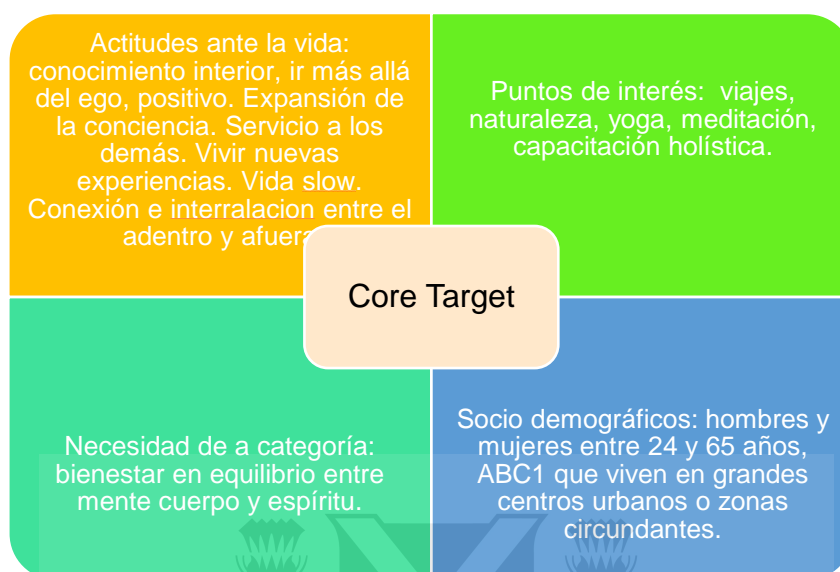 Actitudes ante la vida:
conocimiento interior, ir más allá
del ego, positivo. Expansión de
la conciencia. Servicio a los
demás. Vivir nuevas
experiencias. Vida slow.
Conexión e interralacion entre el
adentro y afuera
Puntos de interés: viajes,
naturaleza, yoga, meditación,
capacitación holística.
Core Target
Necesidad de a categoría:
bienestar en equilibrio entre
mente cuerpo y espíritu.
Socio demográficos: hombres y
mujeres entre 24 y 65 años,
ABC1 que viven en grandes
centros urbanos o zonas
circundantes.